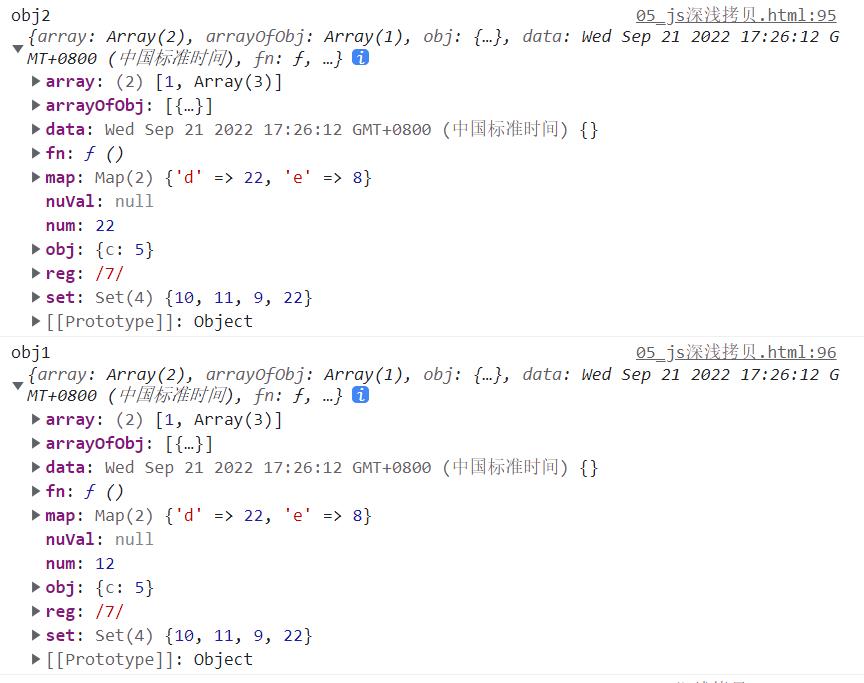 obj2 05_js深浅拷贝.html:95
{array: Array(2), arrayOfObj: Array(1), obj: {…}, data: Wed Sep 21 2022 17:26:12 G
MT+0800 (中国标准时间), fn: ƒ, …} i
array: (2) [1, Array(3)]
arrayOfObj: [{…}]
data: Wed Sep 21 2022 17:26:12 GMT+0800 (中国标准时间) {}
fn: ƒ ()
map: Map(2) {'d' => 22, 'e' => 8}
nuVal: null
num: 22
obj: {c: 5}
reg: /7/
set: Set(4) {10, 11, 9, 22}
[[Prototype]]: Object
obj1 05_js深浅拷贝.html:96
{array: Array(2), arrayOfObj: Array(1), obj: {…}, data: Wed Sep 21 2022 17:26:12 G
MT+0800 (中国标准时间), fn: ƒ, …} i
array: (2) [1, Array(3)]
arrayOfObj: [{…}]
data: Wed Sep 21 2022 17:26:12 GMT+0800 (中国标准时间) {}
fn: ƒ ()
map: Map(2) {'d' => 22, 'e' => 8}
nuVal: null
num: 12
obj: {c: 5}
reg: /7/
set: Set(4) {10, 11, 9, 22}
[[Prototype]]: Object